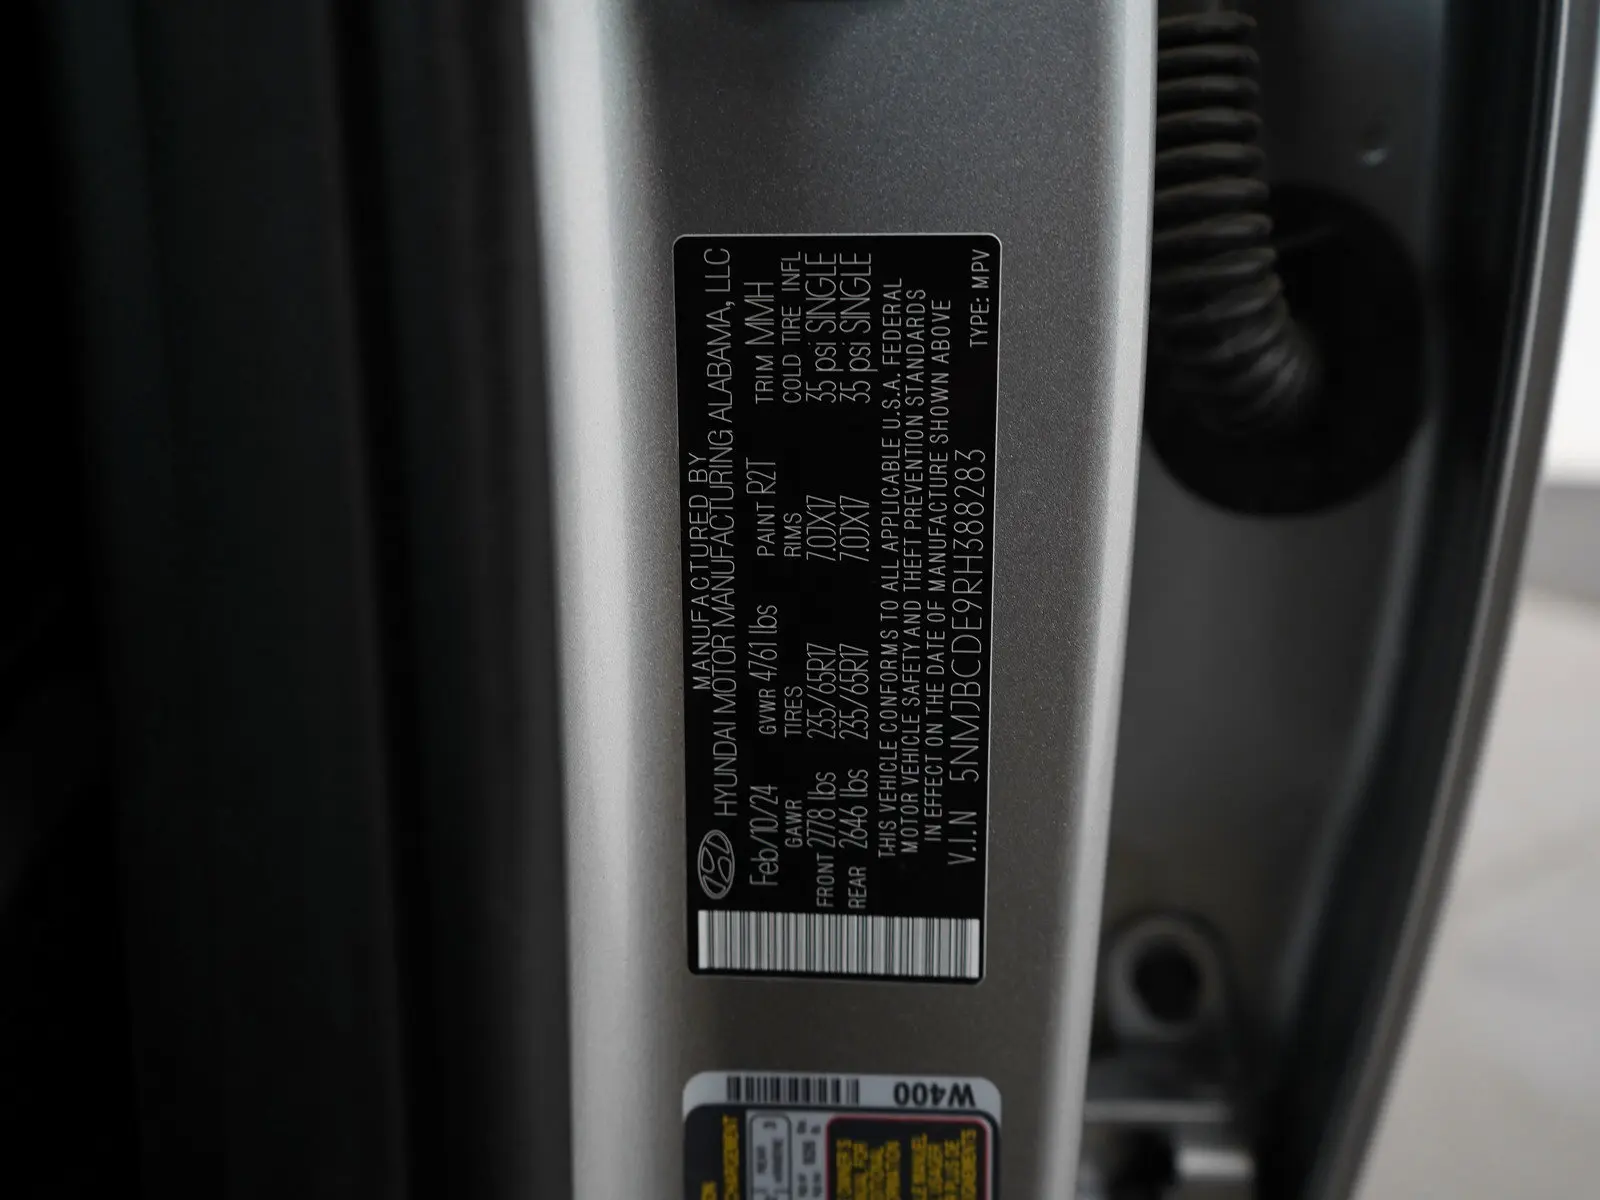 MANUFACTURED BY
HYUNDAI MOTOR MANUFACTURING ALABAMA, LLC
Feb/10/24 GVWR 4761 lbs PAINT R2T TRIM MMH
GAWR TIRES RIMS COLD TIRE INFL
FRONT 2778 lbs 235/65R17 7.0JX17 35 psi SINGLE
REAR 2646 lbs 235/65R17 7.0JX17 35 psi SINGLE
THIS VEHICLE CONFORMS TO ALL APPLICABLE U.S.A. FEDERAL
MOTOR VEHICLE SAFETY AND THEFT PREVENTION STANDARDS
IN EFFECT ON THE DATE OF MANUFACTURE SHOWN ABOVE
V.I.N 5NMJBCDE9RH388283 TYPE: MPV
W400